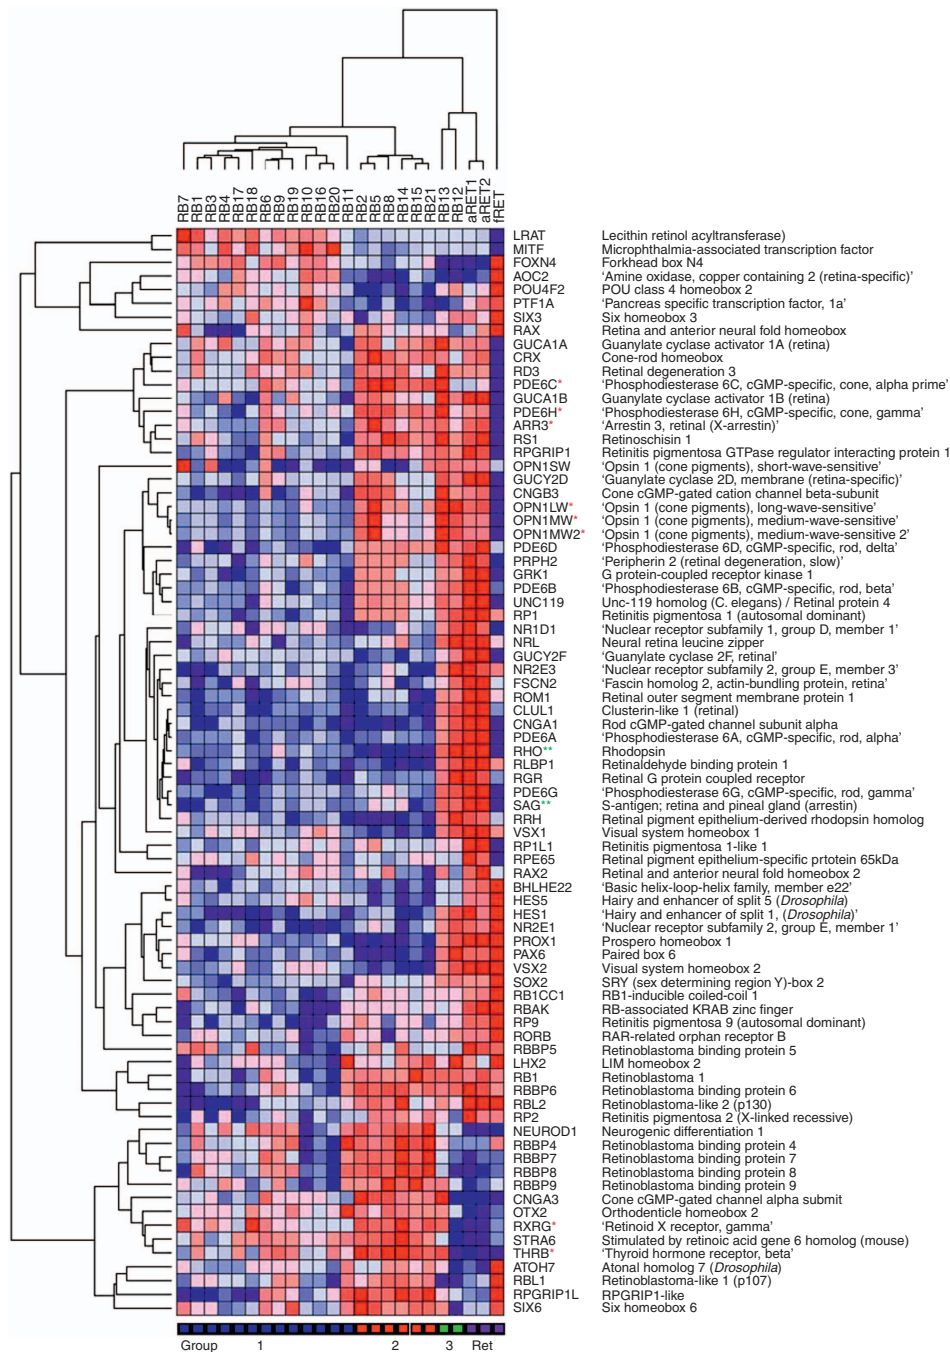 RB7 RB1 RB3 RB4 RB17 RB18 RB6 RB9 RB19 RB10 RB16 RB20 RB11 RB2 RB5 RB8 RB14 RB15 RB21 RB13 RB12 aRET1 aRET2 fRET
LRAT Lecithin retinol acyltransferase)
MITF Microphthalmia-associated transcription factor
FOXN4 Forkhead box N4
AOC2 ‘Amine oxidase, copper containing 2 (retina-specific)’
POU4F2 POU class 4 homeobox 2
PTF1A ‘Pancreas specific transcription factor, 1a’
SIX3 Six homeobox 3
RAX Retina and anterior neural fold homeobox
GUCA1A Guanylate cyclase activator 1A (retina)
CRX Cone-rod homeobox
RD3 Retinal degeneration 3
PDE6C* ‘Phosphodiesterase 6C, cGMP-specific, cone, alpha prime’
GUCA1B Guanylate cyclase activator 1B (retina)
PDE6H* ‘Phosphodiesterase 6H, cGMP-specific, cone, gamma’
ARR3* ‘Arrestin 3, retinal (X-arrestin)’
RS1 Retinoschisin 1
RPGRIP1 Retinitis pigmentosa GTPase regulator interacting protein 1
OPN1SW ‘Opsin 1 (cone pigments), short-wave-sensitive’
GUCY2D ‘Guanylate cyclase 2D, membrane (retina-specific)’
CNGB3 Cone cGMP-gated cation channel beta-subunit
OPN1LW* ‘Opsin 1 (cone pigments), long-wave-sensitive’
OPN1MW* ‘Opsin 1 (cone pigments), medium-wave-sensitive’
OPN1MW2* ‘Opsin 1 (cone pigments), medium-wave-sensitive 2’
PDE6D ‘Phosphodiesterase 6D, cGMP-specific, rod, delta’
PRPH2 ‘Peripherin 2 (retinal degeneration, slow)’
GRK1 G protein-coupled receptor kinase 1
PDE6B ‘Phosphodiesterase 6B, cGMP-specific, rod, beta’
UNC119 Unc-119 homolog (C. elegans) / Retinal protein 4
RP1 Retinitis pigmentosa 1 (autosomal dominant)
NR1D1 ‘Nuclear receptor subfamily 1, group D, member 1’
NRL Neural retina leucine zipper
GUCY2F ‘Guanylate cyclase 2F, retinal’
NR2E3 ‘Nuclear receptor subfamily 2, group E, member 3’
FSCN2 ‘Fascin homolog 2, actin-bundling protein, retina’
ROM1 Retinal outer segment membrane protein 1
CLUL1 Clusterin-like 1 (retinal)
CNGA1 Rod cGMP-gated channel subunit alpha
PDE6A ‘Phosphodiesterase 6A, cGMP-specific, rod, alpha’
RHO** Rhodopsin
RLBP1 Retinaldehyde binding protein 1
RGR Retinal G protein coupled receptor
PDE6G ‘Phosphodiesterase 6G, cGMP-specific, rod, gamma’
SAG** S-antigen; retina and pineal gland (arrestin)
RRH Retinal pigment epithelium-derived rhodopsin homolog
VSX1 Visual system homeobox 1
RP1L1 Retinitis pigmentosa 1-like 1
RPE65 Retinal pigment epithelium-specific prtotein 65kDa
RAX2 Retinal and anterior neural fold homeobox 2
BHLHE22 ‘Basic helix-loop-helix family, member e22’
HES5 Hairy and enhancer of split 5 (Drosophila)
HES1 ‘Hairy and enhancer of split 1, (Drosophila)’
NR2E1 ‘Nuclear receptor subfamily 2, group E, member 1’
PROX1 Prospero homeobox 1
PAX6 Paired box 6
VSX2 Visual system homeobox 2
SOX2 SRY (sex determining region Y)-box 2
RB1CC1 RB1-inducible coiled-coil 1
RBAK RB-associated KRAB zinc finger
RP9 Retinitis pigmentosa 9 (autosomal dominant)
RORB RAR-related orphan receptor B
RBBP5 Retinoblastoma binding protein 5
LHX2 LIM homeobox 2
RB1 Retinoblastoma 1
RBBP6 Retinoblastoma binding protein 6
RBL2 Retinoblastoma-like 2 (p130)
RP2 Retinitis pigmentosa 2 (X-linked recessive)
NEUROD1 Neurogenic differentiation 1
RBBP4 Retinoblastoma binding protein 4
RBBP7 Retinoblastoma binding protein 7
RBBP8 Retinoblastoma binding protein 8
RBBP9 Retinoblastoma binding protein 9
CNGA3 Cone cGMP-gated channel alpha submit
OTX2 Orthodenticle homeobox 2
RXRG* ‘Retinoid X receptor, gamma’
STRA6 Stimulated by retinoic acid gene 6 homolog (mouse)
THRB* ‘Thyroid hormone receptor, beta’
ATOH7 Atonal homolog 7 (Drosophila)
RBL1 Retinoblastoma-like 1 (p107)
RPGRIP1L RPGRIP1-like
SIX6 Six homeobox 6
Group 1 2 3 Ret